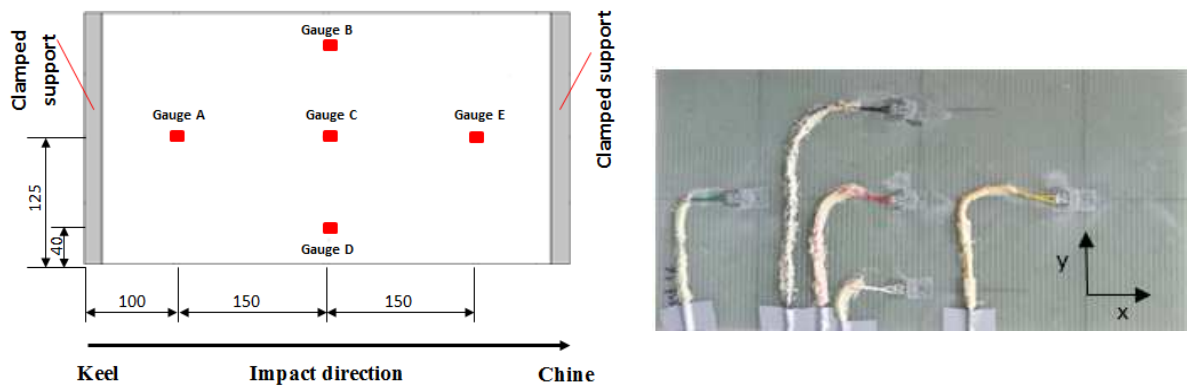 Gauge B
Clamped support
Clamped support
Gauge A
Gauge C
Gauge E
125
40
Gauge D
100
150
150
Keel
Impact direction
Chine
y
x